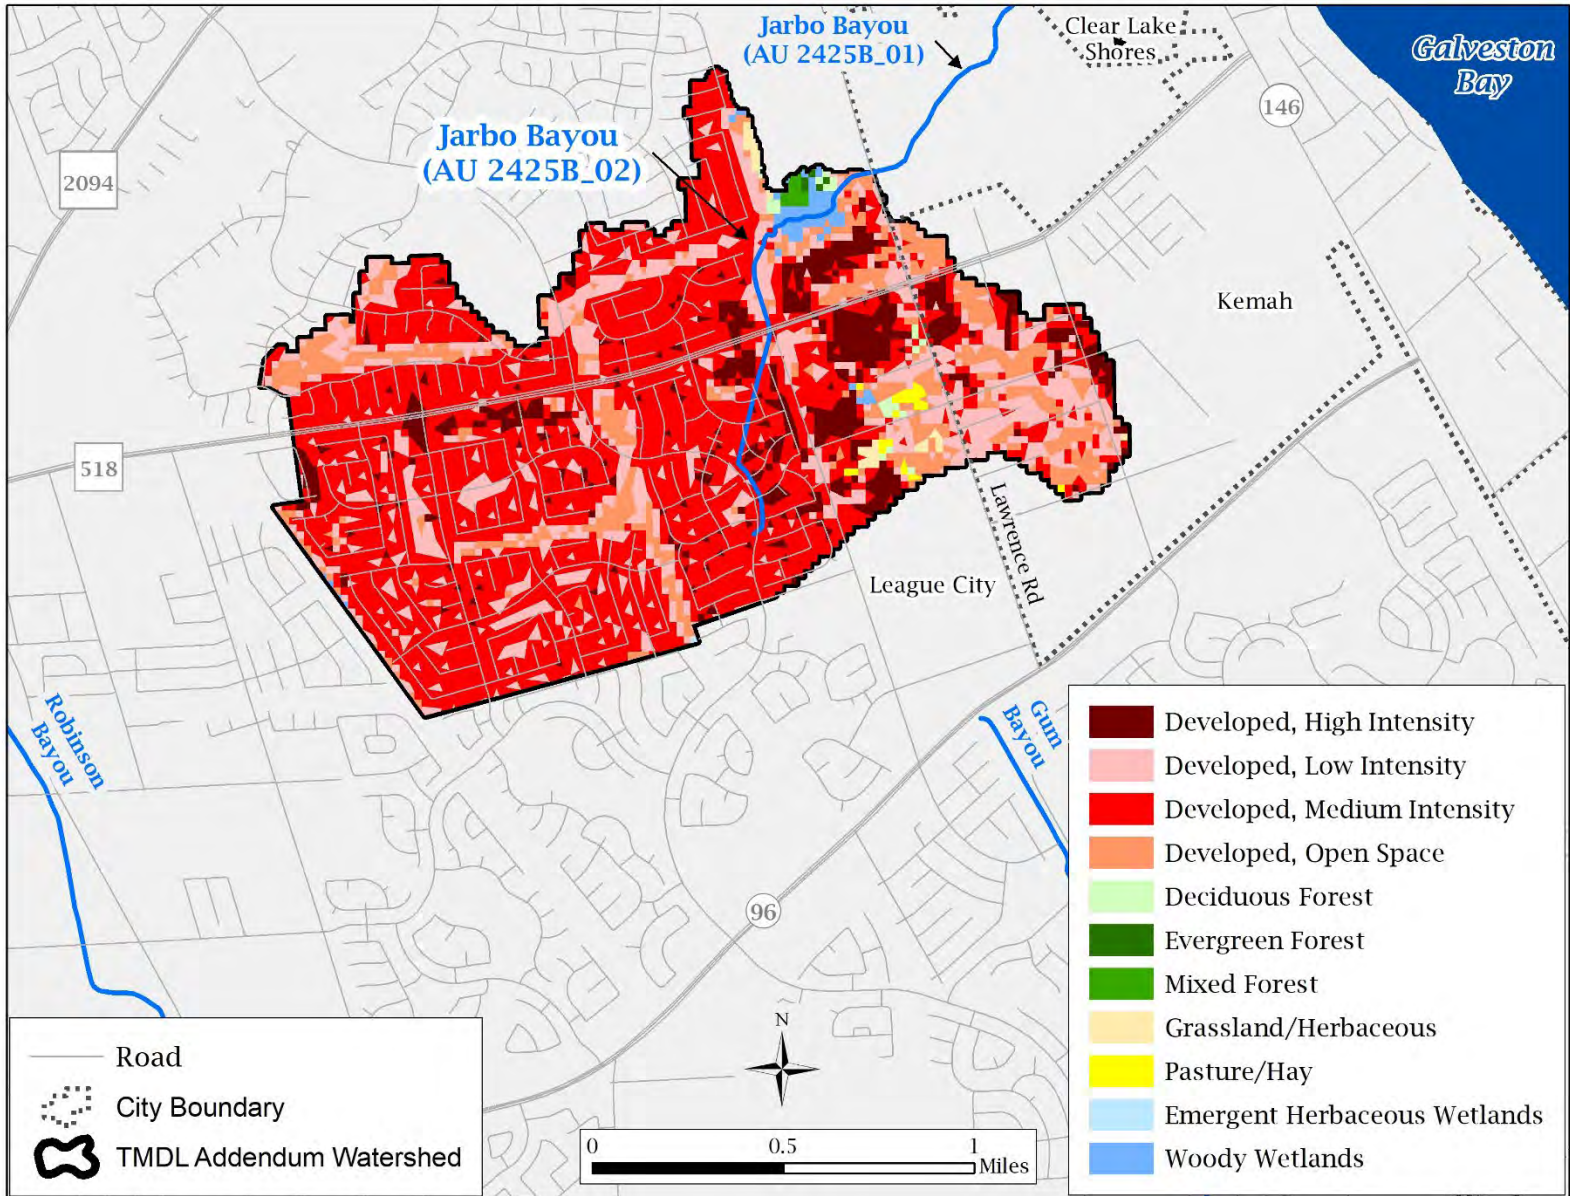 Jarbo Bayou
(AU 2425B_01)
Clear Lake
Shores
Galveston
Bay
146
Jarbo Bayou
(AU 2425B_02)
2094
Kemah
518
Lawrence Rd
League City
Robinson
Bayou
Gum
Bayou
96
Developed, High Intensity
Developed, Low Intensity
Developed, Medium Intensity
Developed, Open Space
Deciduous Forest
Evergreen Forest
Mixed Forest
Grassland/Herbaceous
Pasture/Hay
Emergent Herbaceous Wetlands
Woody Wetlands
Road
City Boundary
TMDL Addendum Watershed
N
0 0.5 1
Miles